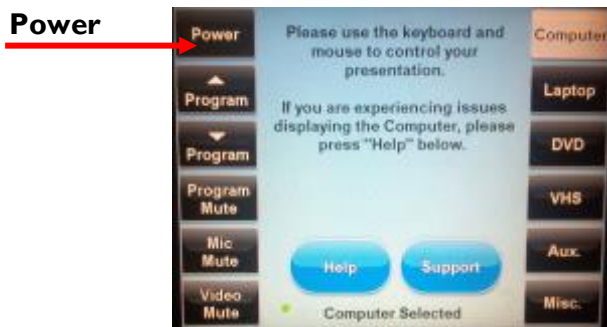 Power
Power
Program
Program
Program
Mute
Mic
Mute
Video
Mute
Please use the keyboard and
mouse to control your
presentation.
If you are experiencing issues
displaying the Computer, please
press "Help" below.
Help
Support
Computer Selected
Computer
Laptop
DVD
VHS
Aux.
Misc.